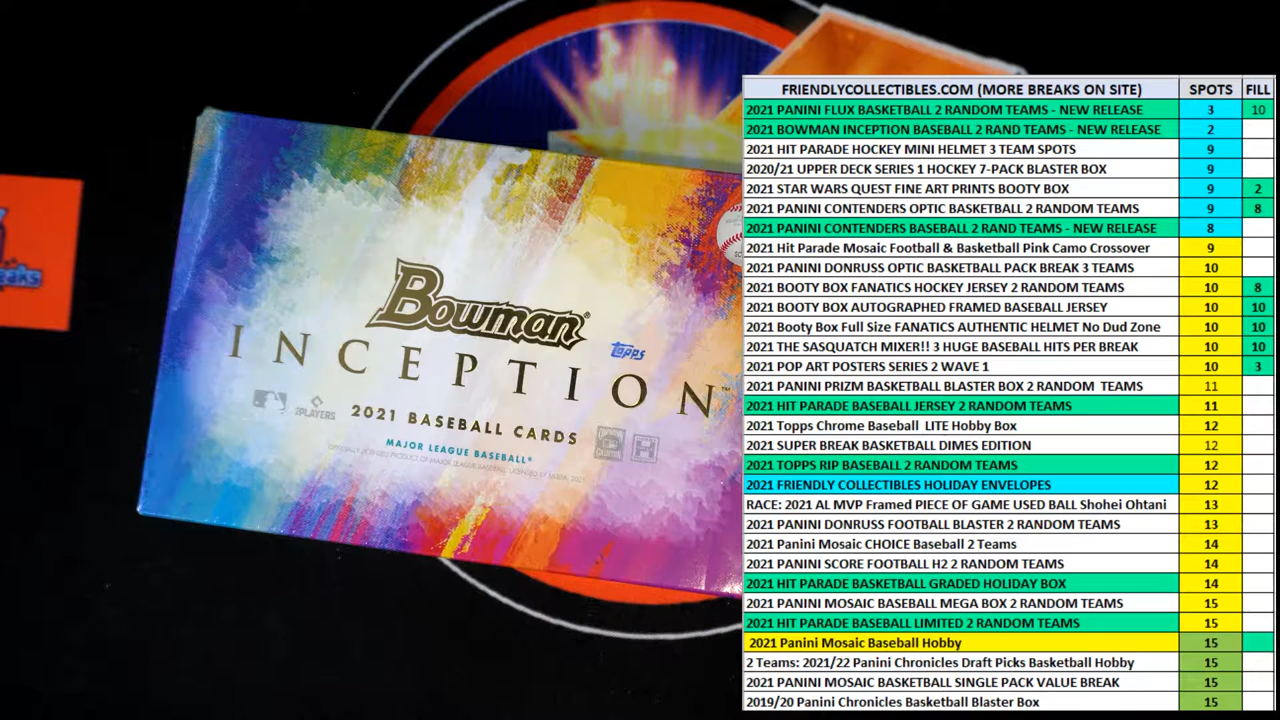 eaks
Bowman®
INCEPTION™
topps
2021 BASEBALL CARDS
MLB PLAYERS
MAJOR LEAGUE BASEBALL®
FRIENDLYCOLLECTIBLES.COM (MORE BREAKS ON SITE) SPOTS FILL
2021 PANINI FLUX BASKETBALL 2 RANDOM TEAMS - NEW RELEASE 3 10
2021 BOWMAN INCEPTION BASEBALL 2 RAND TEAMS - NEW RELEASE 2
2021 HIT PARADE HOCKEY MINI HELMET 3 TEAM SPOTS 9
2020/21 UPPER DECK SERIES 1 HOCKEY 7-PACK BLASTER BOX 9
2021 STAR WARS QUEST FINE ART PRINTS BOOTY BOX 9 2
2021 PANINI CONTENDERS OPTIC BASKETBALL 2 RANDOM TEAMS 9 8
2021 PANINI CONTENDERS BASKETBALL 2 RAND TEAMS - NEW RELEASE 8
2021 Hit Parade Mosaic Football & Basketball Pink Camo Crossover 9
2021 PANINI DONRUSS OPTIC BASKETBALL PACK BREAK 3 TEAMS 10
2021 BOOTY BOX FANATICS HOCKEY JERSEY 2 RANDOM TEAMS 10 8
2021 BOOTY BOX AUTOGRAPHED FRAMED BASEBALL JERSEY 10 10
2021 Booty Box Full Size FANATICS AUTHENTIC HELMET No Dud Zone 10 10
2021 THE SASQUATCH MIXER!! 3 HUGE BASEBALL HITS PER BREAK 10 10
2021 POP ART POSTERS SERIES 2 WAVE 1 10 3
2021 PANINI PRIZM BASKETBALL BLASTER BOX 2 RANDOM TEAMS 11
2021 HIT PARADE BASEBALL JERSEY 2 RANDOM TEAMS 11
2021 Topps Chrome Baseball LITE Hobby Box 12
2021 SUPER BREAK BASKETBALL DIMES EDITION 12
2021 TOPPS RIP BASEBALL 2 RANDOM TEAMS 12
2021 FRIENDLY COLLECTIBLES HOLIDAY ENVELOPES 12
RACE: 2021 AL MVP Framed PIECE OF GAME USED BALL Shohei Ohtani 13
2021 PANINI DONRUSS FOOTBALL BLASTER 2 RANDOM TEAMS 13
2021 Panini Mosaic CHOICE Baseball 2 Teams 14
2021 PANINI SCORE FOOTBALL H2 2 RANDOM TEAMS 14
2021 HIT PARADE BASKETBALL GRADED HOLIDAY BOX 14
2021 PANINI MOSAIC BASEBALL MEGA BOX 2 RANDOM TEAMS 15
2021 HIT PARADE BASEBALL LIMITED 2 RANDOM TEAMS 15
2021 Panini Mosaic Baseball Hobby 15
2 Teams: 2021/22 Panini Chronicles Draft Picks Basketball Hobby 15
2021 PANINI MOSAIC BASKETBALL SINGLE PACK VALUE BREAK 15
2019/20 Panini Chronicles Basketball Blaster Box 15